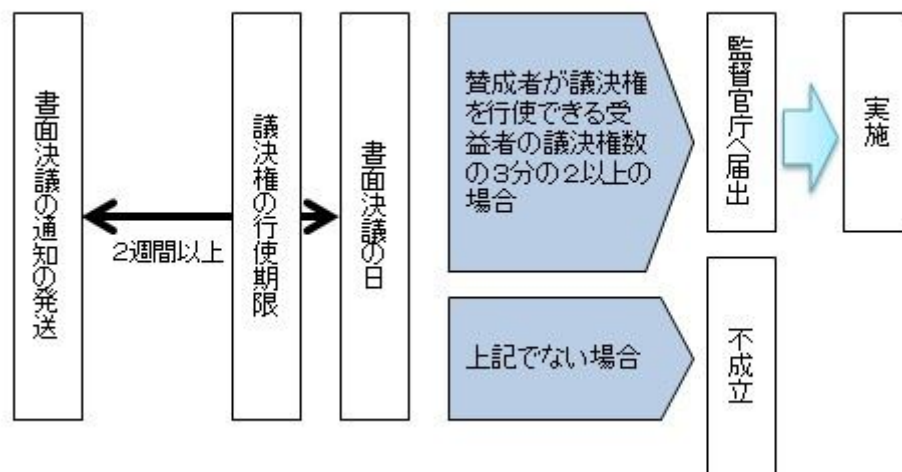 書面決議の通知の発送
2週間以上
議決権の行使期限
書面決議の日
賛成者が議決権
を行使できる受
益者の議決権数
の3分の2以上の
場合
監督官庁へ届出
実施
上記でない場合
不成立